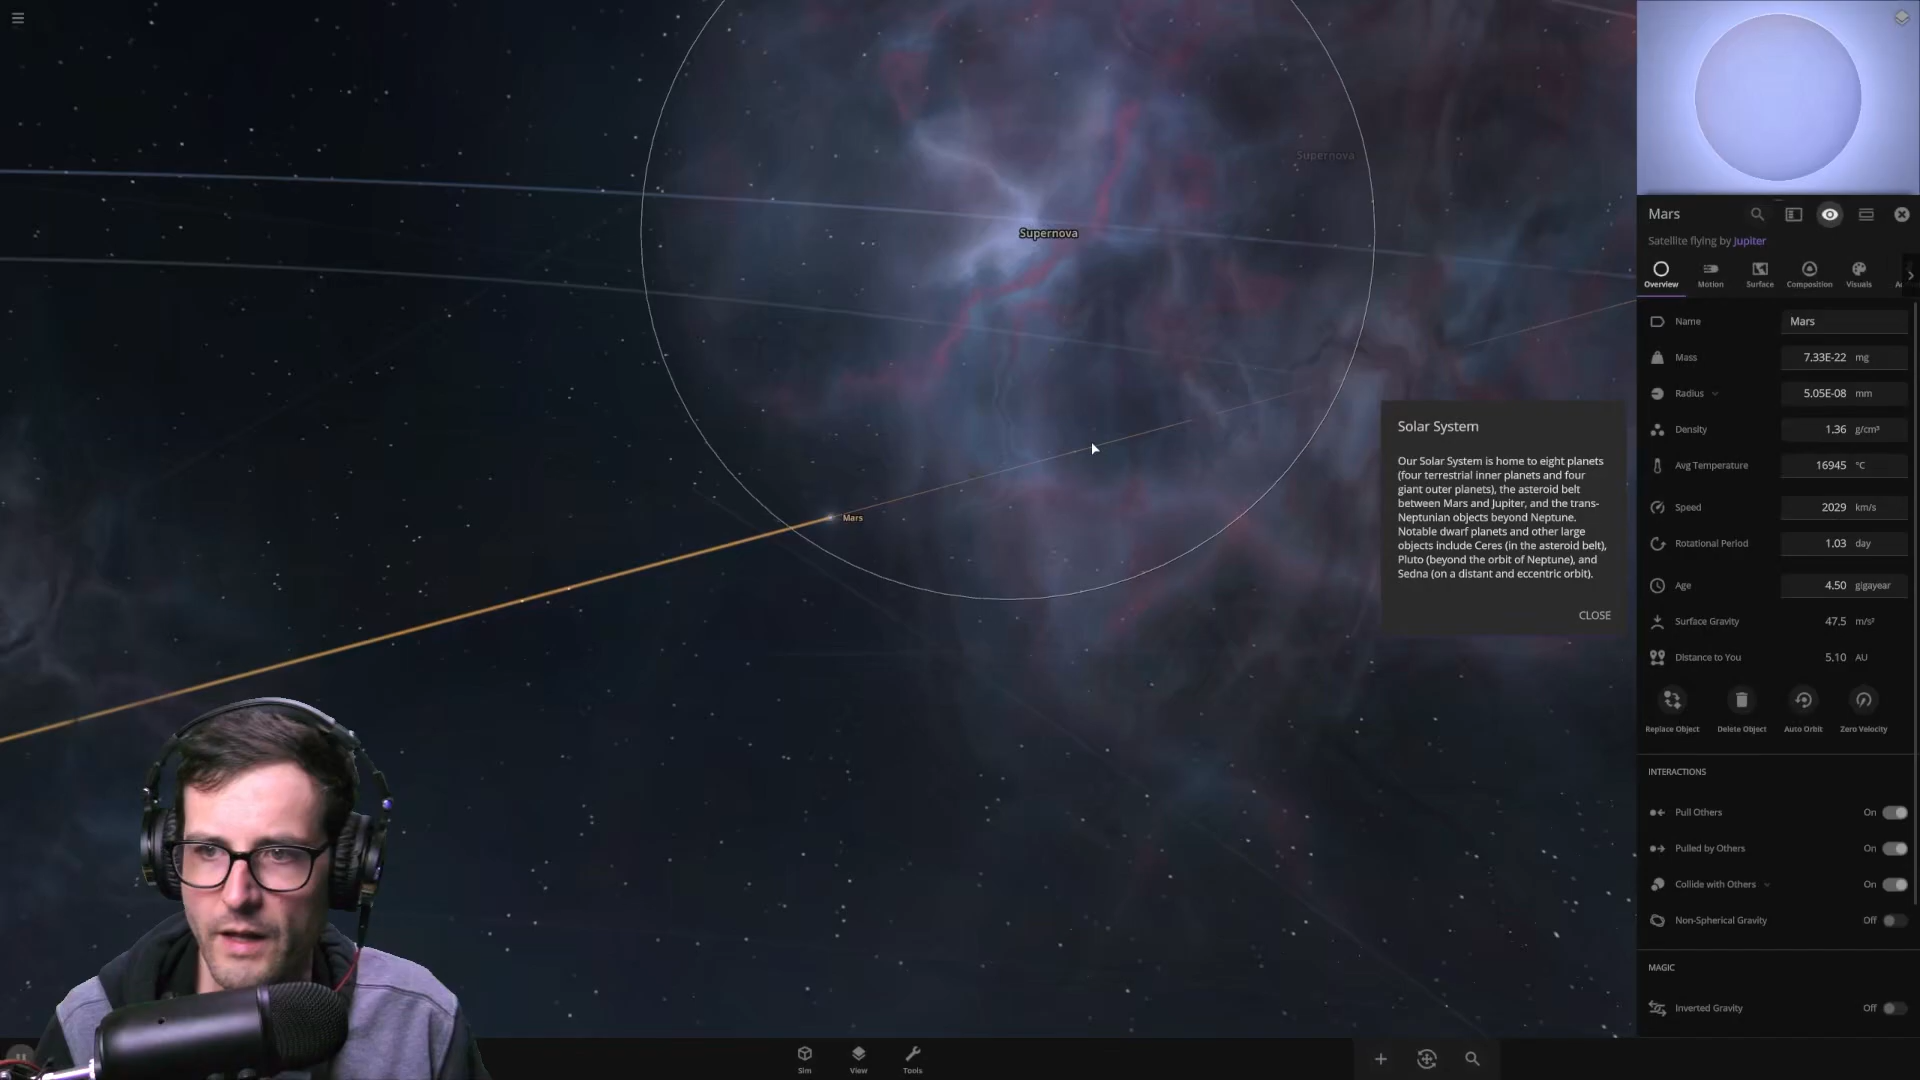 Supernova
Supernova
Mars
Solar System
Our Solar System is home to eight planets
(four terrestrial inner planets and four
giant outer planets), the asteroid belt
between Mars and Jupiter, and the trans-
Neptunian objects beyond Neptune.
Notable dwarf planets and other large
objects include Ceres (in the asteroid belt),
Pluto (beyond the orbit of Neptune), and
Sedna (on a distant and eccentric orbit).
CLOSE
Mars
Satellite flying by Jupiter
Overview Motion Surface Composition Visuals
Name Mars
Mass 7.33E-22 mg
Radius 5.05E-08 mm
Density 1.36 g/cm³
Avg Temperature 16945 °C
Speed 2029 km/s
Rotational Period 1.03 day
Age 4.50 gigayear
Surface Gravity 47.5 m/s²
Distance to You 5.10 AU
Replace Object Delete Object Auto Orbit Zero Velocity
INTERACTIONS
Pull Others On
Pulled by Others On
Collide with Others On
Non-Spherical Gravity Off
MAGIC
Inverted Gravity Off
Sim View Tools